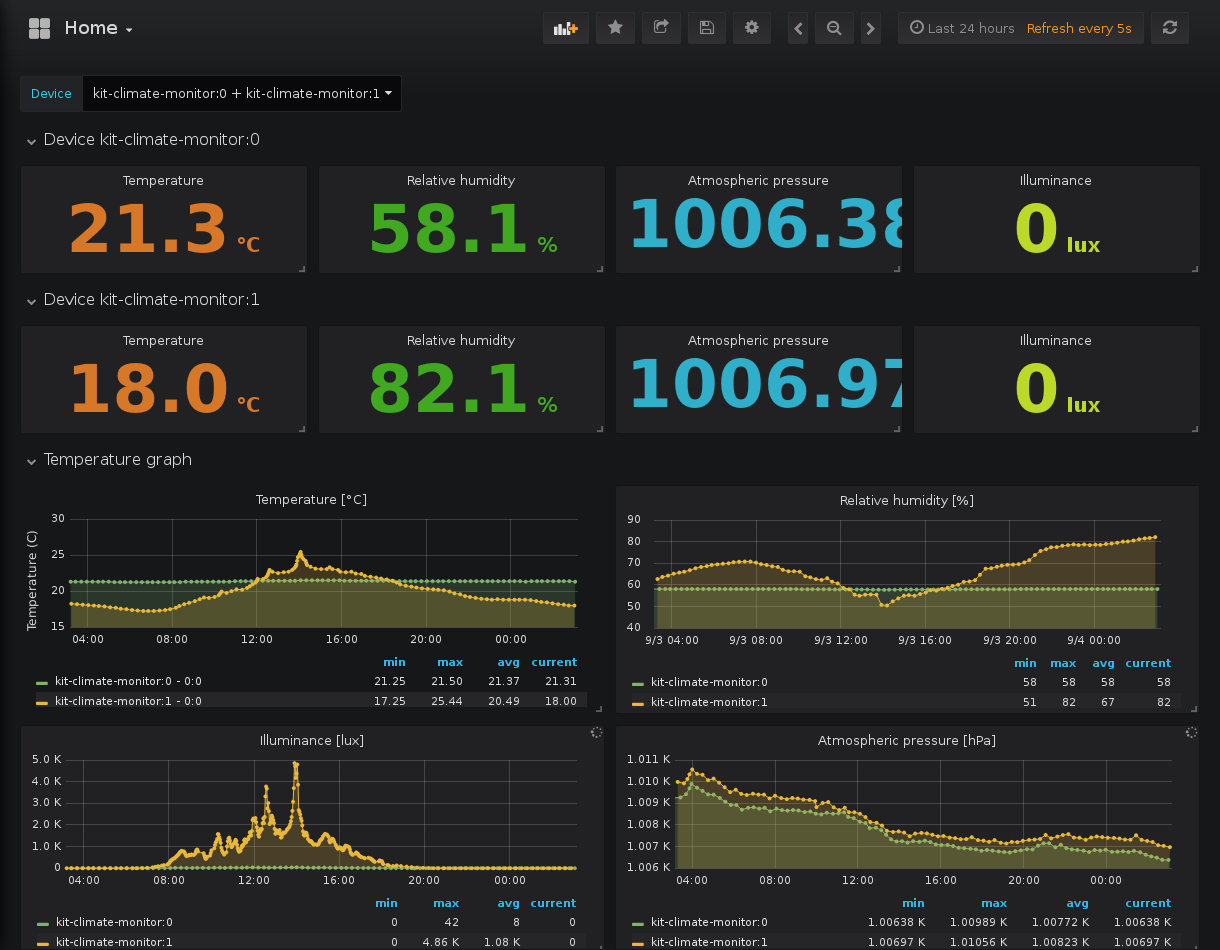 Home
Last 24 hours Refresh every 5s
Device kit-climate-monitor:0 + kit-climate-monitor:1
Device kit-climate-monitor:0
Temperature Relative humidity Atmospheric pressure Illuminance
21.3 °C 58.1 % 1006.38 0 lux
Device kit-climate-monitor:1
Temperature Relative humidity Atmospheric pressure Illuminance
18.0 °C 82.1 % 1006.97 0 lux
Temperature graph
Temperature [°C]
Temperature (C)
30
25
20
15
04:00 08:00 12:00 16:00 20:00 00:00
min max avg current
kit-climate-monitor:0 - 0:0 21.25 21.50 21.37 21.31
kit-climate-monitor:1 - 0:0 17.25 25.44 20.49 18.00
Relative humidity [%]
90
80
70
60
50
40
9/3 04:00 9/3 08:00 9/3 12:00 9/3 16:00 9/3 20:00 9/4 00:00
min max avg current
kit-climate-monitor:0 58 58 58 58
kit-climate-monitor:1 51 82 67 82
Illuminance [lux]
5.0 K
4.0 K
3.0 K
2.0 K
1.0 K
0
04:00 08:00 12:00 16:00 20:00 00:00
min max avg current
kit-climate-monitor:0 0 42 8 0
kit-climate-monitor:1 0 4.86 K 1.08 K 0
Atmospheric pressure [hPa]
1.011 K
1.010 K
1.009 K
1.008 K
1.007 K
1.006 K
04:00 08:00 12:00 16:00 20:00 00:00
min max avg current
kit-climate-monitor:0 1.00638 K 1.00989 K 1.00772 K 1.00638 K
kit-climate-monitor:1 1.00697 K 1.01056 K 1.00823 K 1.00697 K